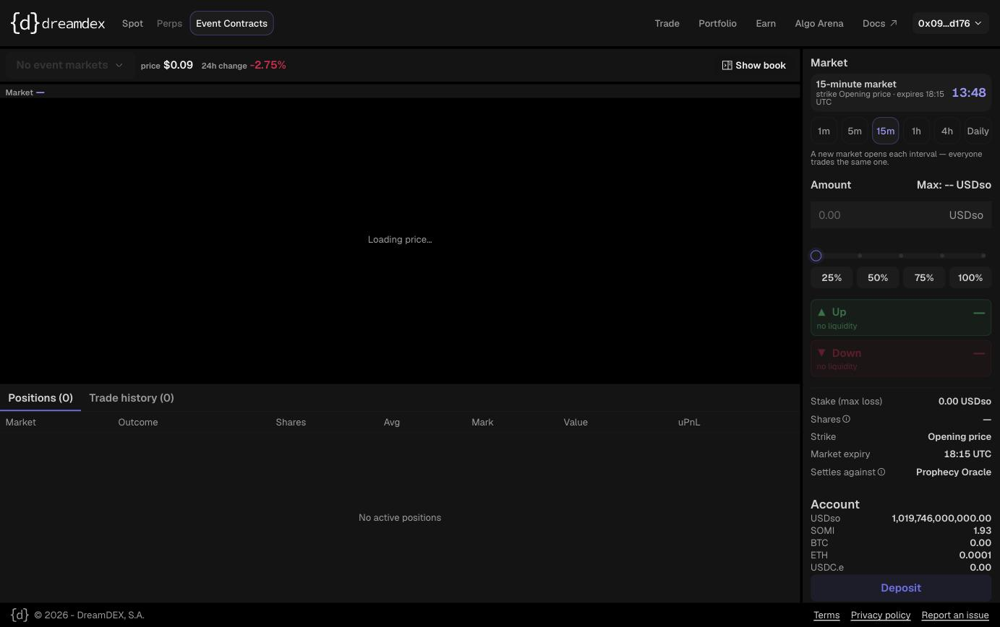 {d} dreamdex Spot Perps Event Contracts Trade Portfolio Earn Algo Arena Docs ↗ 0x09...d176
No event markets price $0.09 24h change -2.75% Show book
Market —
Loading price...
Positions (0) Trade history (0)
Market Outcome Shares Avg Mark Value uPnL
No active positions
Market
15-minute market
strike Opening price · expires 18:15
UTC
13:48
1m 5m 15m 1h 4h Daily
A new market opens each interval — everyone
trades the same one.
Amount Max: -- USDso
0.00 USDso
25% 50% 75% 100%
▲ Up —
no liquidity
▼ Down —
no liquidity
Stake (max loss) 0.00 USDso
Shares —
Strike Opening price
Market expiry 18:15 UTC
Settles against Prophecy Oracle
Account
USDso 1,019,746,000,000.00
SOMI 1.93
BTC 0.00
ETH 0.0001
USDC.e 0.00
Deposit
{d} © 2026 - DreamDEX, S.A. Terms Privacy policy Report an issue